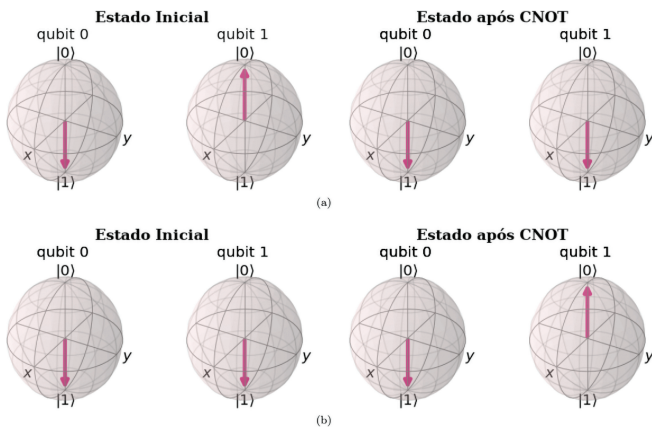 Estado Inicial Estado após CNOT
qubit 0 qubit 1 qubit 0 qubit 1
|0⟩ |0⟩ |0⟩ |0⟩
y y
x x x x
|1⟩ |1⟩ |1⟩ |1⟩
(a)
Estado Inicial Estado após CNOT
qubit 0 qubit 1 qubit 0 qubit 1
|0⟩ |0⟩ |0⟩ |0⟩
y y
x x x x
|1⟩ |1⟩ |1⟩ |1⟩
(b)